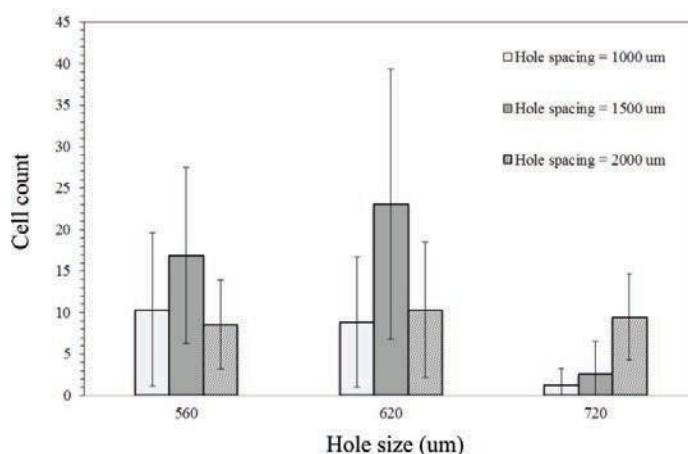 45
40
35
30
25
20
15
10
5
0
Cell count
Hole spacing = 1000 um
Hole spacing = 1500 um
Hole spacing = 2000 um
560 620 720
Hole size (um)